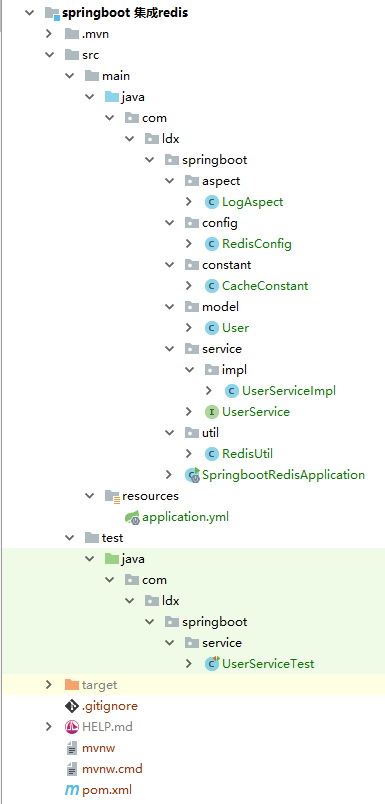 springboot 集成redis
.mvn
src
main
java
com
ldx
springboot
aspect
LogAspect
config
RedisConfig
constant
CacheConstant
model
User
service
impl
UserServiceImpl
UserService
util
RedisUtil
SpringbootRedisApplication
resources
application.yml
test
java
com
ldx
springboot
service
UserServiceTest
target
.gitignore
HELP.md
mvnw
mvnw.cmd
pom.xml